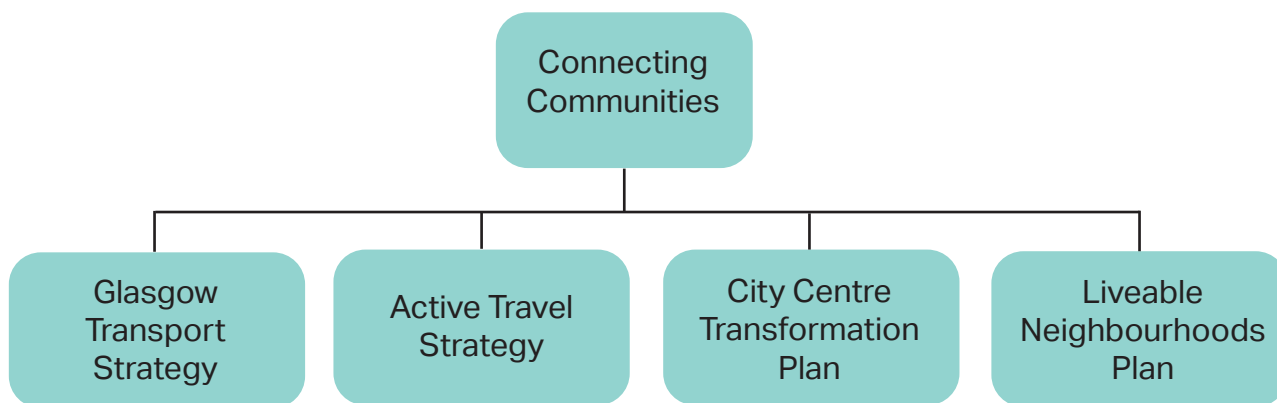 Connecting
Communities
Glasgow
Transport
Strategy
Active Travel
Strategy
City Centre
Transformation
Plan
Liveable
Neighbourhoods
Plan